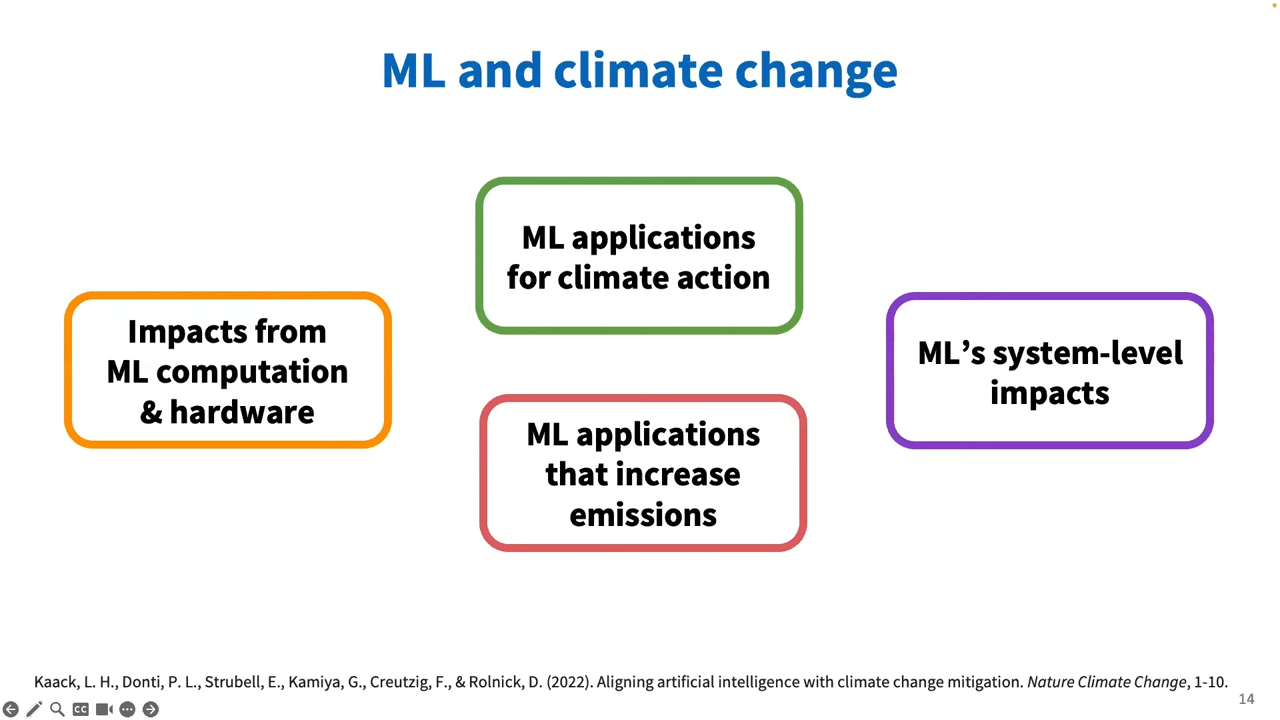 ML and climate change
ML applications
for climate action
Impacts from
ML computation
& hardware
ML's system-level
impacts
ML applications
that increase
emissions
Kaack, L. H., Donti, P. L., Strubell, E., Kamiya, G., Creutzig, F., & Rolnick, D. (2022). Aligning artificial intelligence with climate change mitigation. Nature Climate Change, 1-10.
CC
14